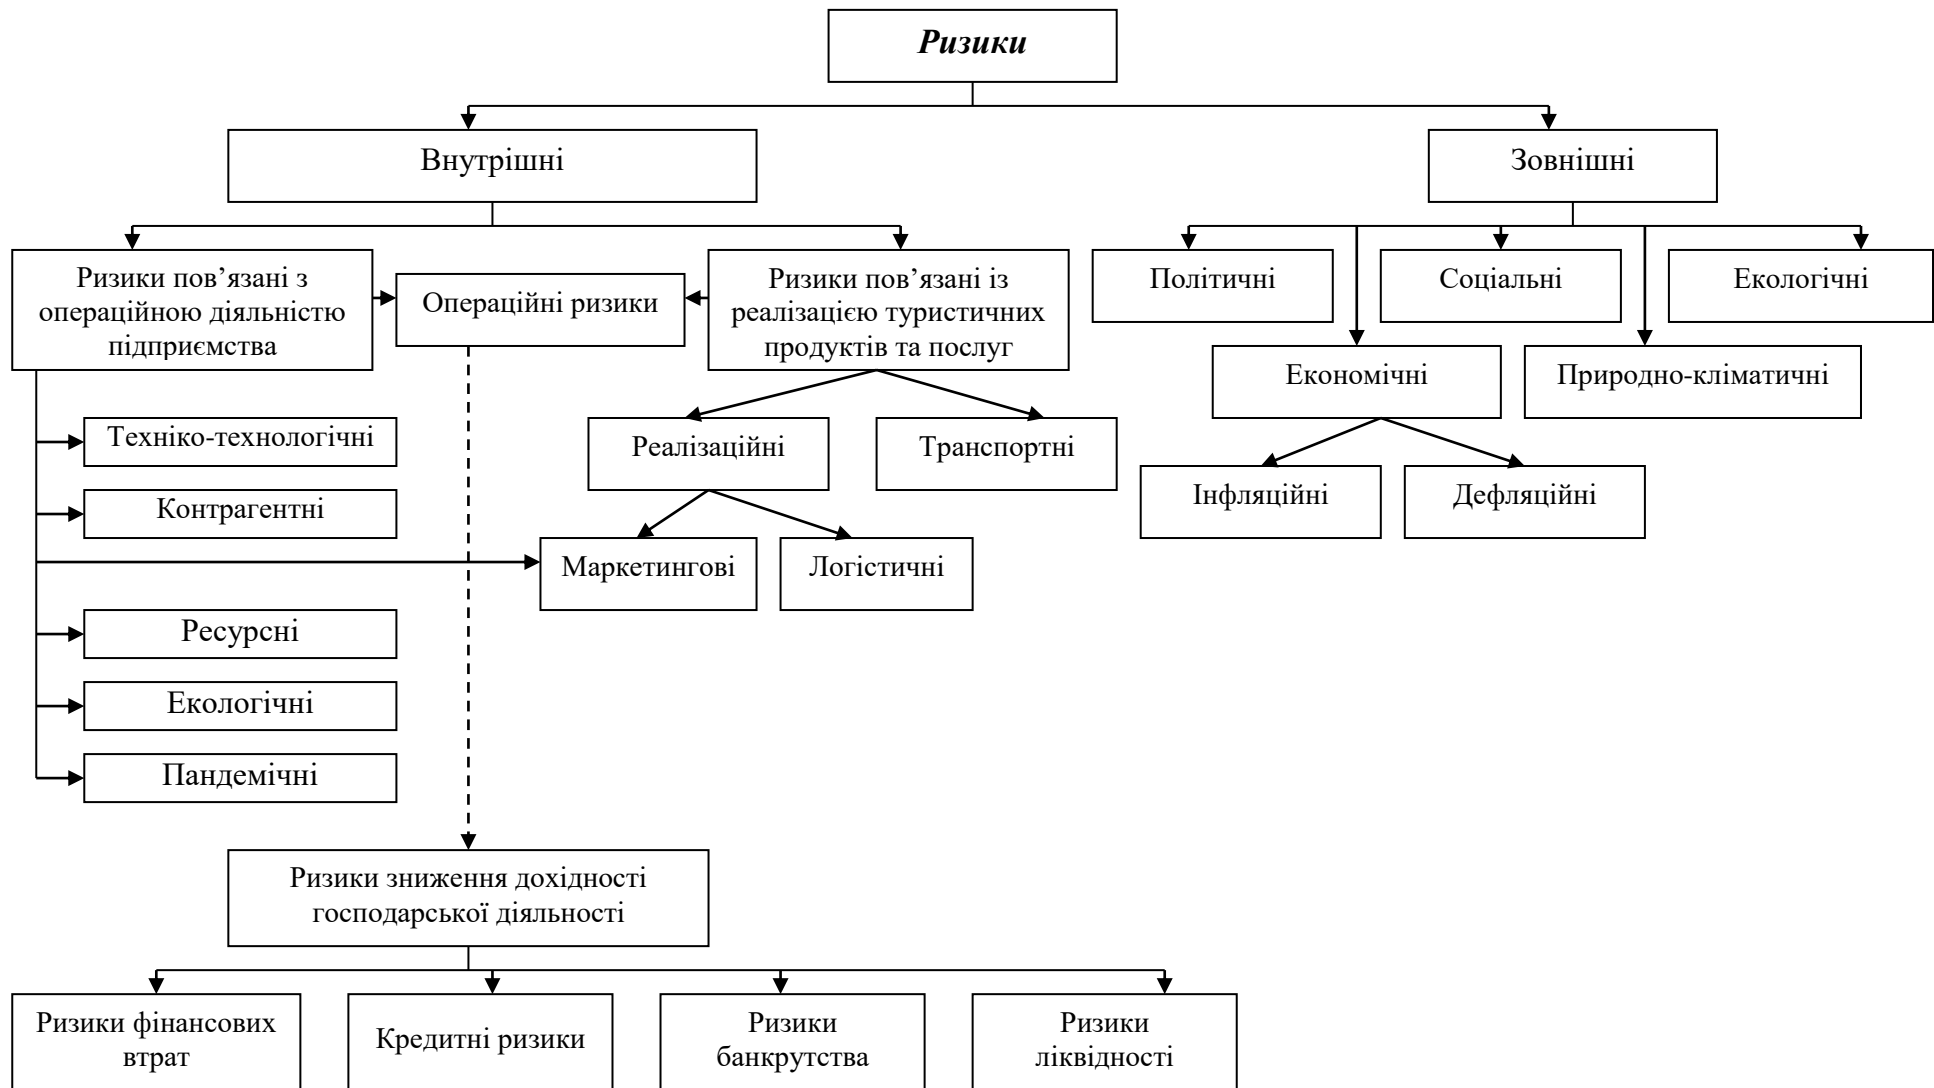 Ризики
Внутрішні
Зовнішні
Ризики пов’язані з
операційною діяльністю
підприємства
Операційні ризики
Ризики пов’язані із
реалізацією туристичних
продуктів та послуг
Політичні
Соціальні
Екологічні
Економічні
Природно-кліматичні
Техніко-технологічні
Реалізаційні
Транспортні
Інфляційні
Дефляційні
Контрагентні
Маркетингові
Логістичні
Ресурсні
Екологічні
Пандемічні
Ризики зниження дохідності
господарської діяльності
Ризики фінансових
втрат
Кредитні ризики
Ризики
банкрутства
Ризики
ліквідності